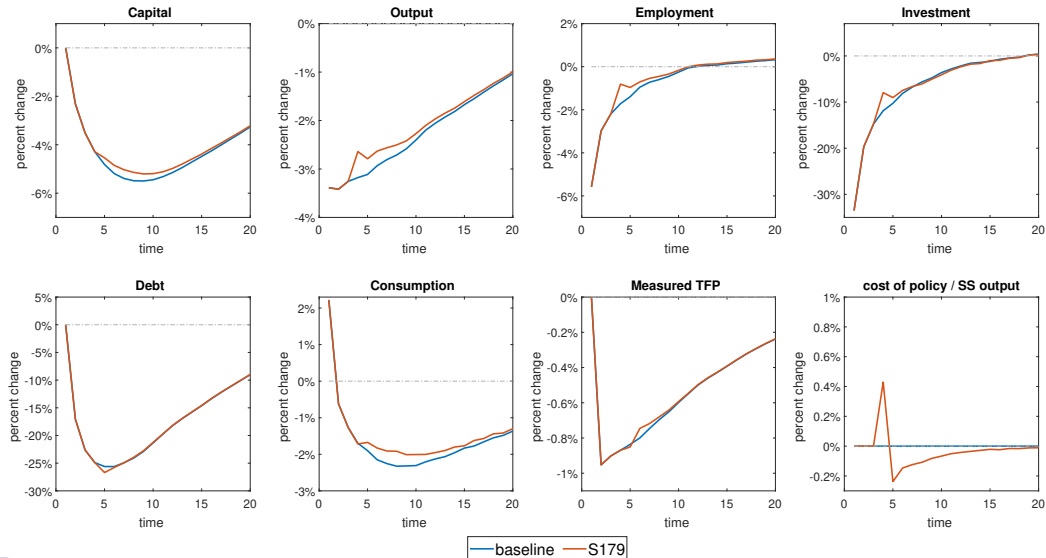 Capital
percent change
0%
-2%
-4%
-6%
0 5 10 15 20
time
Output
percent change
0%
-1%
-2%
-3%
-4%
0 5 10 15 20
time
Employment
percent change
2%
0%
-2%
-4%
-6%
0 5 10 15 20
time
Investment
percent change
0%
-10%
-20%
-30%
0 5 10 15 20
time
Debt
percent change
5%
0%
-5%
-10%
-15%
-20%
-25%
-30%
0 5 10 15 20
time
Consumption
percent change
2%
1%
0%
-1%
-2%
-3%
0 5 10 15 20
time
Measured TFP
percent change
0%
-0.2%
-0.4%
-0.6%
-0.8%
-1%
0 5 10 15 20
time
cost of policy / SS output
percent change
1%
0.8%
0.6%
0.4%
0.2%
0%
-0.2%
0 5 10 15 20
time
baseline S179